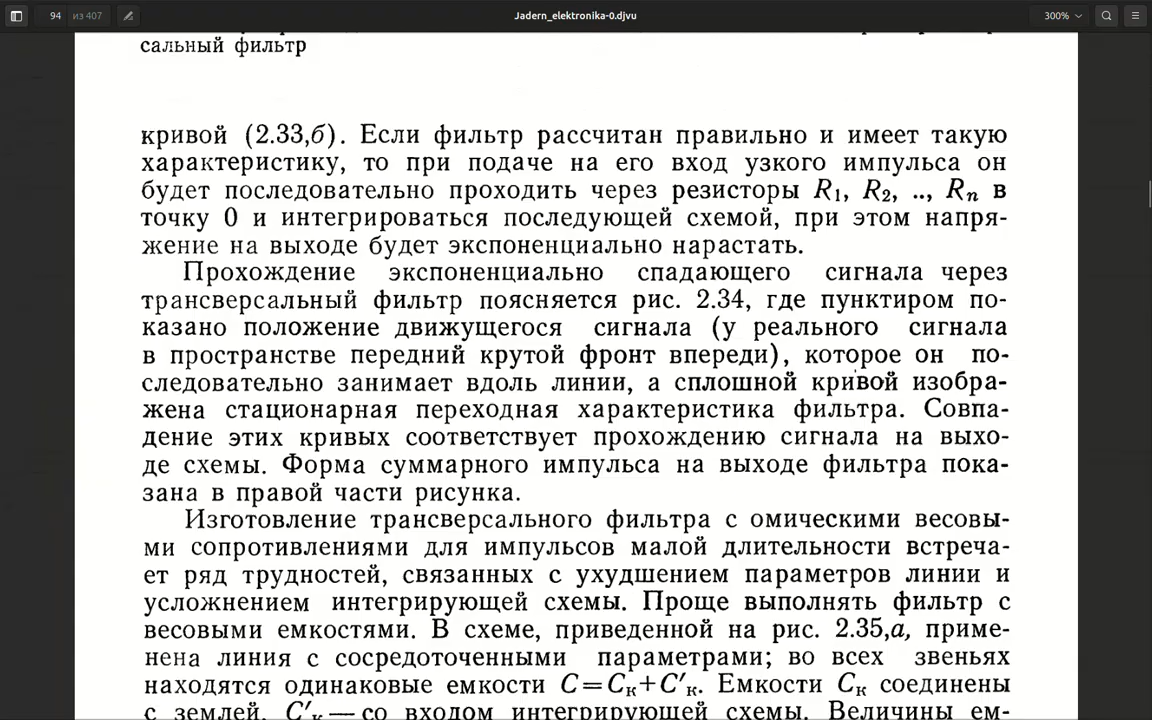 94 из 407
Jadern_elektronika-0.djvu
300%
сальный фильтр
кривой (2.33,б). Если фильтр рассчитан правильно и имеет такую
характеристику, то при подаче на его вход узкого импульса он
будет последовательно проходить через резисторы R1, R2, .., Rn в
точку 0 и интегрироваться последующей схемой, при этом напря-
жение на выходе будет экспоненциально нарастать.
Прохождение экспоненциально спадающего сигнала через
трансверсальный фильтр поясняется рис. 2.34, где пунктиром по-
казано положение движущегося сигнала (у реального сигнала
в пространстве передний крутой фронт впереди), которое он по-
следовательно занимает вдоль линии, а сплошной кривой изобра-
жена стационарная переходная характеристика фильтра. Совпа-
дение этих кривых соответствует прохождению сигнала на выхо-
де схемы. Форма суммарного импульса на выходе фильтра пока-
зана в правой части рисунка.
Изготовление трансверсального фильтра с омическими весовы-
ми сопротивлениями для импульсов малой длительности встреча-
ет ряд трудностей, связанных с ухудшением параметров линии и
усложнением интегрирующей схемы. Проще выполнять фильтр с
весовыми емкостями. В схеме, приведенной на рис. 2.35,а, приме-
нена линия с сосредоточенными параметрами; во всех звеньях
находятся одинаковые емкости C=Cк+C′к. Емкости Cк соединены
с землей, C′к — со входом интегрирующей схемы. Величины ем-